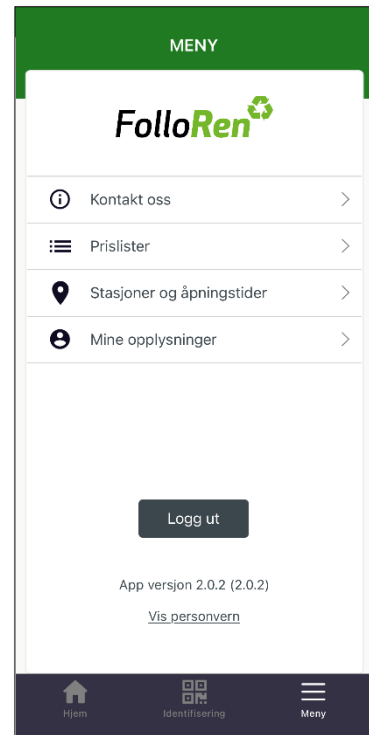 MENY
FolloRen
Kontakt oss
Prislister
Stasjoner og åpningstider
Mine opplysninger
Logg ut
App versjon 2.0.2 (2.0.2)
Vis personvern
Hjem Identifisering Meny